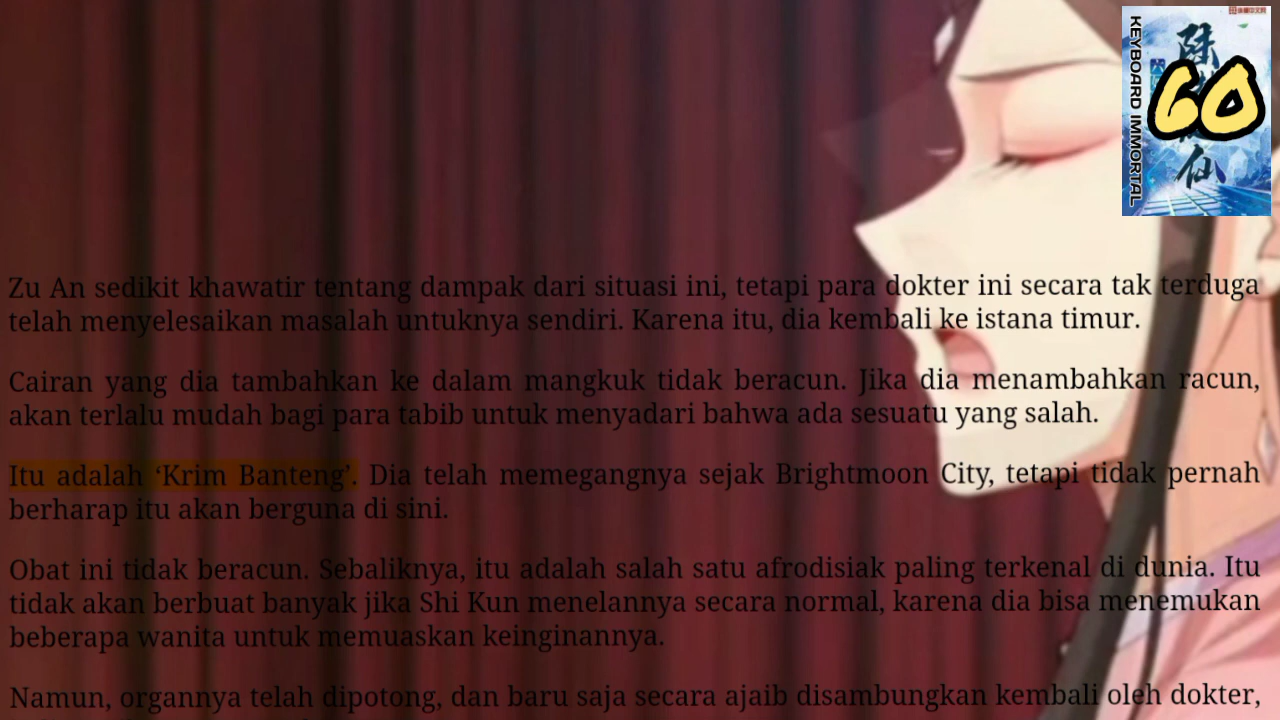 KEYBOARD IMMORTAL
60
仙
Zu An sedikit khawatir tentang dampak dari situasi ini, tetapi para dokter ini secara tak terduga
telah menyelesaikan masalah untuknya sendiri. Karena itu, dia kembali ke istana timur.
Cairan yang dia tambahkan ke dalam mangkuk tidak beracun. Jika dia menambahkan racun,
akan terlalu mudah bagi para tabib untuk menyadari bahwa ada sesuatu yang salah.
Itu adalah ‘Krim Banteng’. Dia telah memegangnya sejak Brightmoon City, tetapi tidak pernah
berharap itu akan berguna di sini.
Obat ini tidak beracun. Sebaliknya, itu adalah salah satu afrodisiak paling terkenal di dunia. Itu
tidak akan berbuat banyak jika Shi Kun menelannya secara normal, karena dia bisa menemukan
beberapa wanita untuk memuaskan keinginannya.
Namun, organnya telah dipotong, dan baru saja secara ajaib disambungkan kembali oleh dokter,